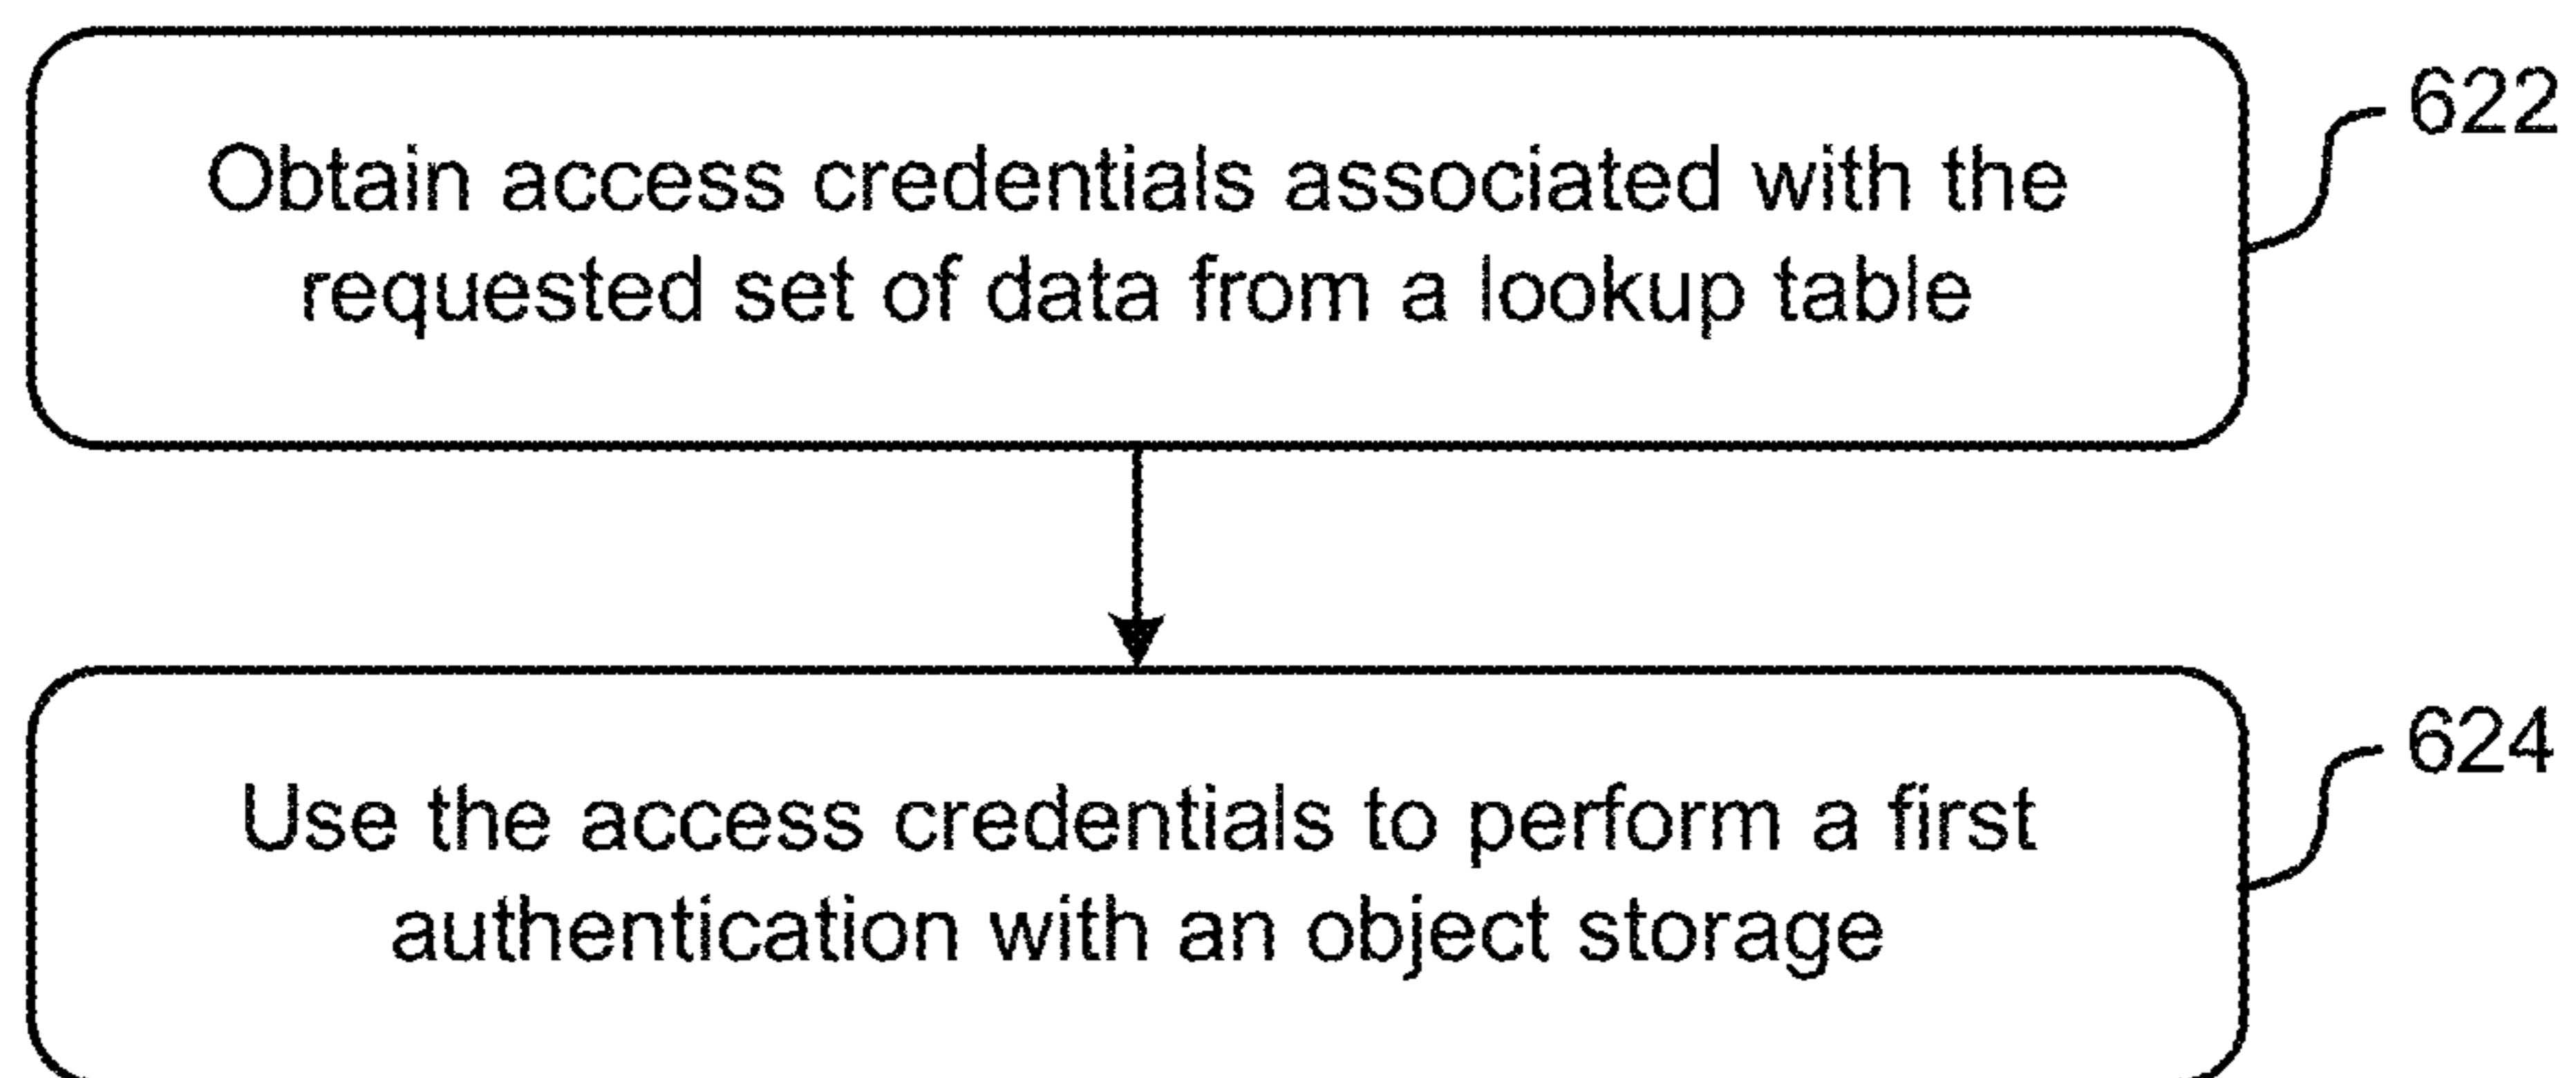 Obtain access credentials associated with the
requested set of data from a lookup table
622
Use the access credentials to perform a first
authentication with an object storage
624